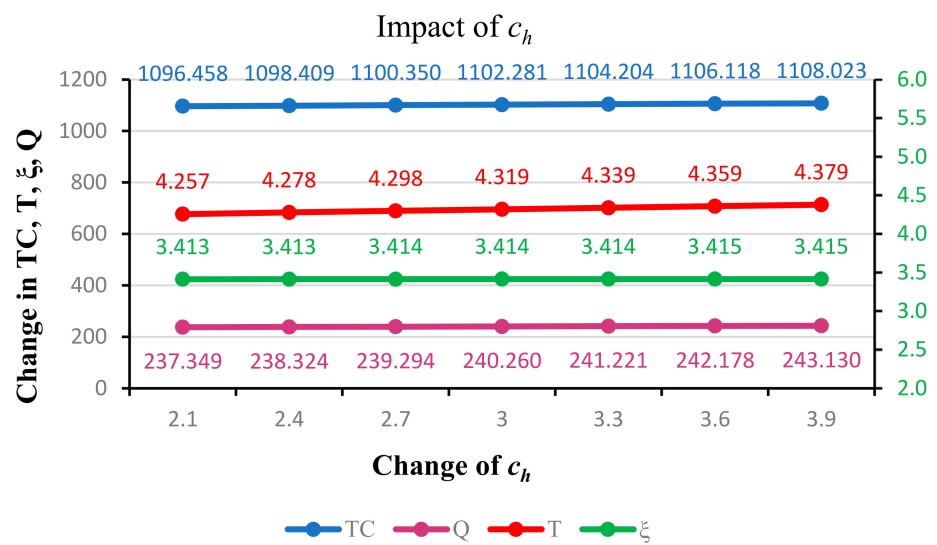 Impact of c_h
1096.458 1098.409 1100.350 1102.281 1104.204 1106.118 1108.023
1200 6.0
5.5
1000
5.0
4.257 4.278 4.298 4.319 4.339 4.359 4.379
800
4.5
600 4.0
3.413 3.413 3.414 3.414 3.414 3.415 3.415
3.5
400
3.0
200
2.5
237.349 238.324 239.294 240.260 241.221 242.178 243.130
0 2.0
2.1 2.4 2.7 3 3.3 3.6 3.9
Change in TC, T, ξ, Q
Change of c_h
TC Q T ξ